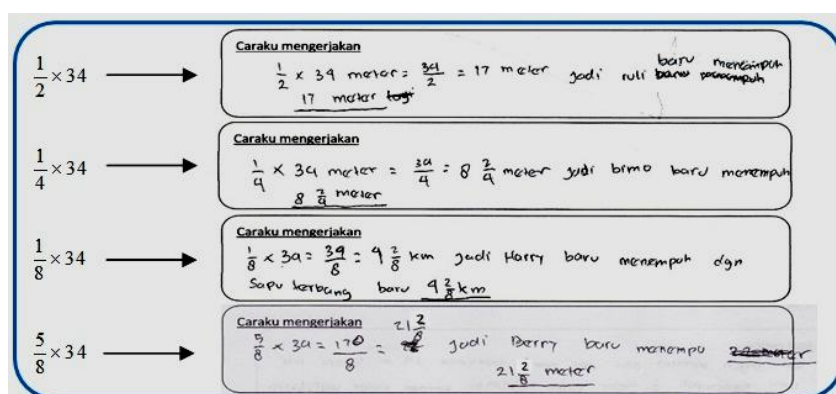 1/2 × 34
Caraku mengerjakan
1/2 × 34 meter = 34/2 = 17 meter jadi ruli baru menempuh
17 meter
1/4 × 34
Caraku mengerjakan
1/4 × 34 meter = 34/4 = 8 2/4 meter jadi bimo baru menempuh
8 2/4 meter
1/8 × 34
Caraku mengerjakan
1/8 × 34 = 34/8 = 4 2/8 km jadi Harry baru menempuh dgn
Sapu terbang baru 4 2/8 km
5/8 × 34
Caraku mengerjakan
5/8 × 34 = 170/8 = 21 2/8 jadi Berry baru menempu
21 2/8 meter